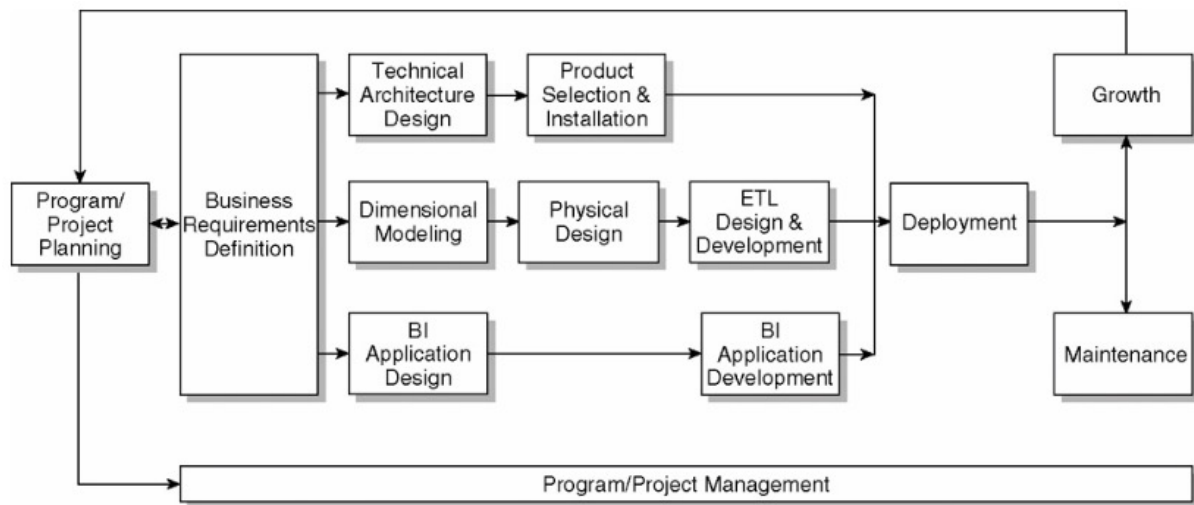 Technical
Architecture
Design
Product
Selection &
Installation
Growth
Program/
Project
Planning
Business
Requirements
Definition
Dimensional
Modeling
Physical
Design
ETL
Design &
Development
Deployment
BI
Application
Design
BI
Application
Development
Maintenance
Program/Project Management